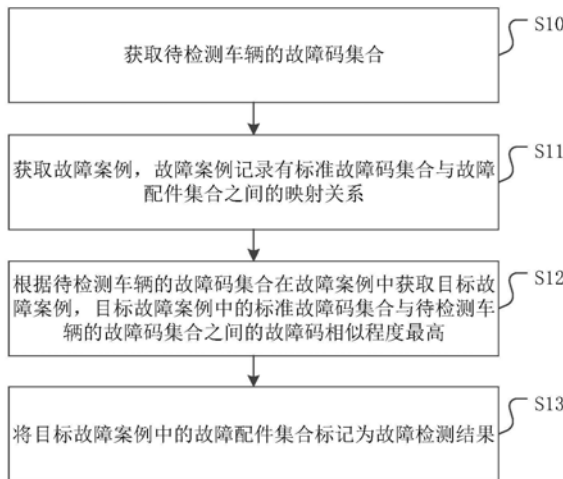 S10
获取待检测车辆的故障码集合
S11
获取故障案例，故障案例记录有标准故障码集合与故障
配件集合之间的映射关系
S12
根据待检测车辆的故障码集合在故障案例中获取目标故
障案例，目标故障案例中的标准故障码集合与待检测车
辆的故障码集合之间的故障码相似程度最高
S13
将目标故障案例中的故障配件集合标记为故障检测结果